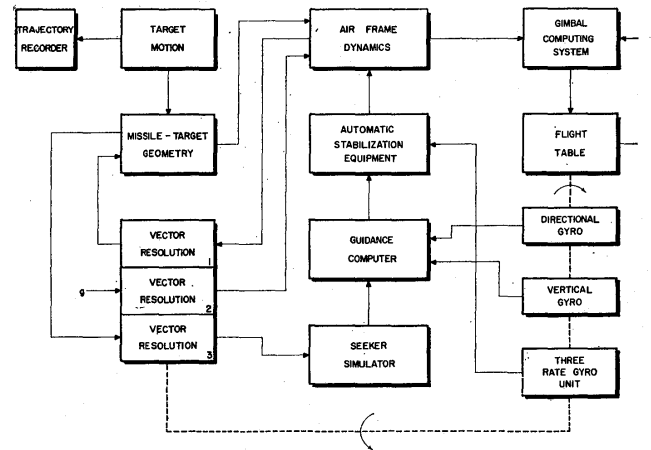 TRAJECTORY
RECORDER
TARGET
MOTION
AIR FRAME
DYNAMICS
GIMBAL
COMPUTING
SYSTEM
MISSILE - TARGET
GEOMETRY
AUTOMATIC
STABILIZATION
EQUIPMENT
FLIGHT
TABLE
VECTOR
RESOLUTION
1
g
VECTOR
RESOLUTION
2
VECTOR
RESOLUTION
3
GUIDANCE
COMPUTER
DIRECTIONAL
GYRO
VERTICAL
GYRO
SEEKER
SIMULATOR
THREE
RATE GYRO
UNIT